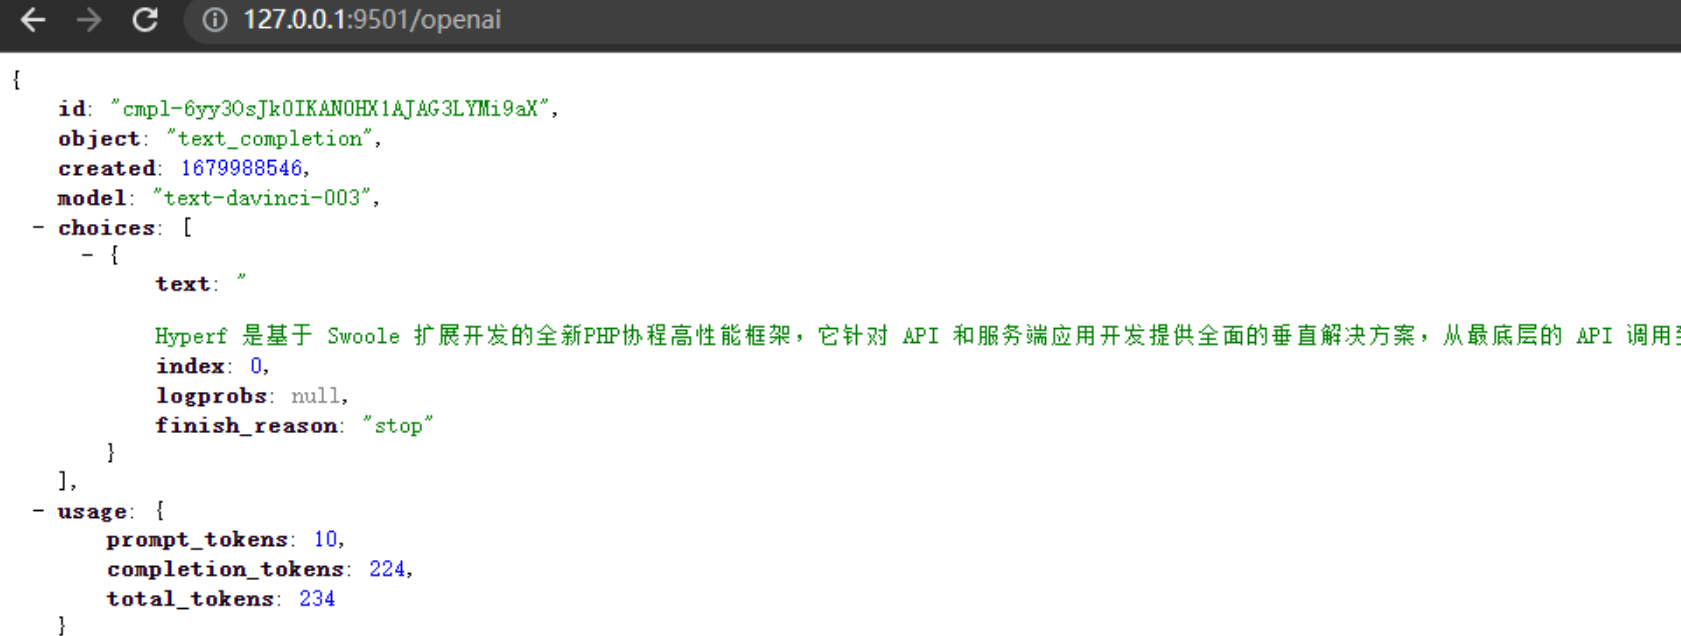 127.0.0.1:9501/openai
{
id: "cmpl-6yy3OsJkOIKANOHX1AJAG3LYMi9aX",
object: "text_completion",
created: 1679988546,
model: "text-davinci-003",
- choices: [
- {
text: "
Hyperf 是基于 Swoole 扩展开发的全新PHP协程高性能框架，它针对 API 和服务端应用开发提供全面的垂直解决方案，从最底层的 API 调用
index: 0,
logprobs: null,
finish_reason: "stop"
}
],
- usage: {
prompt_tokens: 10,
completion_tokens: 224,
total_tokens: 234
}